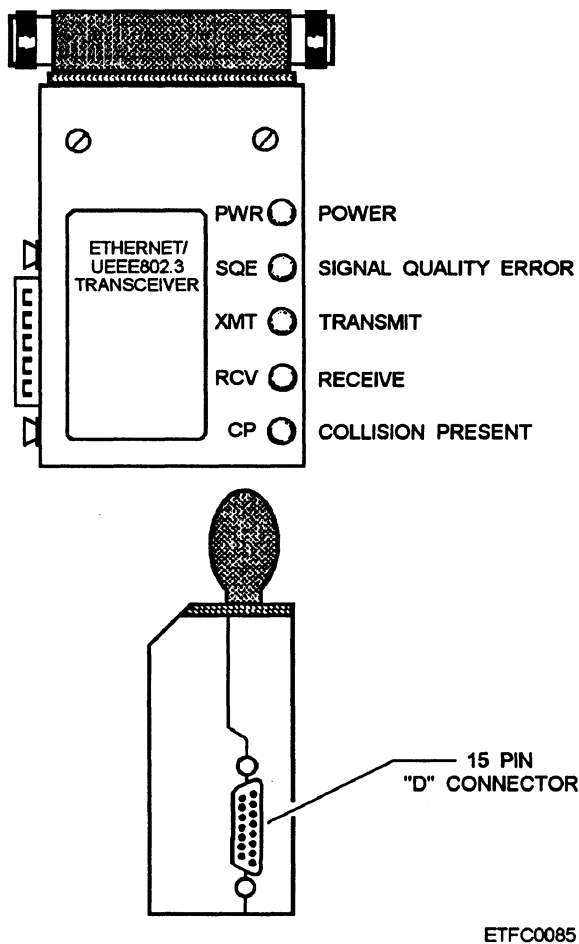 PWR POWER
ETHERNET/
UEEE802.3
TRANSCEIVER
SQE SIGNAL QUALITY ERROR
XMT TRANSMIT
RCV RECEIVE
CP COLLISION PRESENT
15 PIN
"D" CONNECTOR
ETFC0085